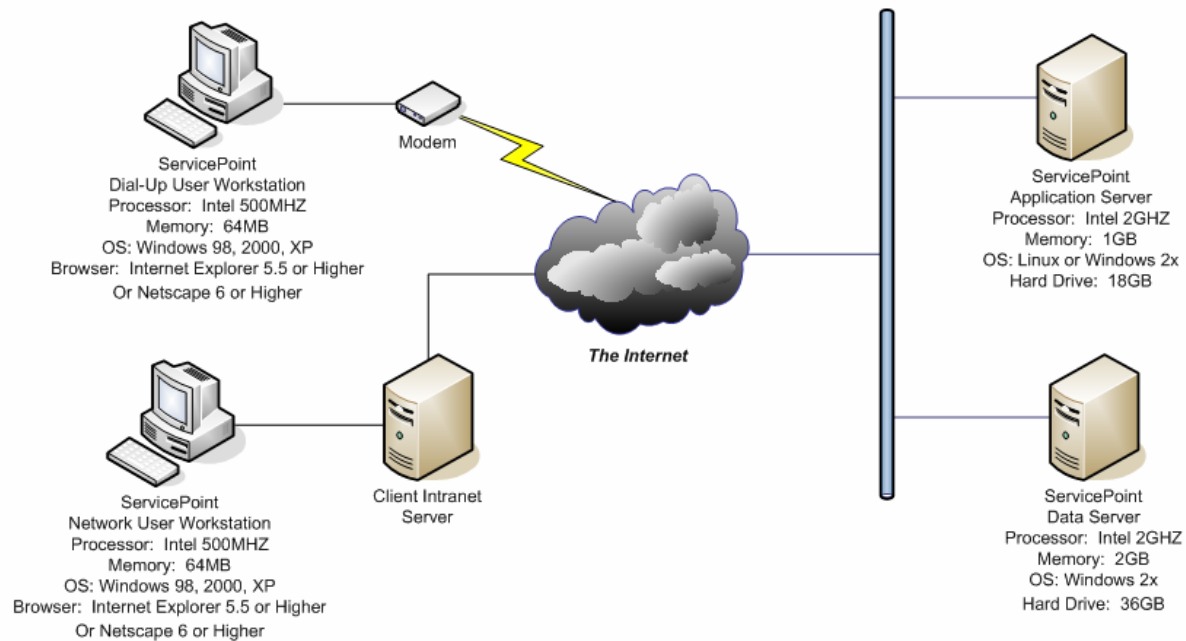 ServicePoint
Dial-Up User Workstation
Processor: Intel 500MHZ
Memory: 64MB
OS: Windows 98, 2000, XP
Browser: Internet Explorer 5.5 or Higher
Or Netscape 6 or Higher
Modem
The Internet
ServicePoint
Application Server
Processor: Intel 2GHZ
Memory: 1GB
OS: Linux or Windows 2x
Hard Drive: 18GB
ServicePoint
Network User Workstation
Processor: Intel 500MHZ
Memory: 64MB
OS: Windows 98, 2000, XP
Browser: Internet Explorer 5.5 or Higher
Or Netscape 6 or Higher
Client Intranet
Server
ServicePoint
Data Server
Processor: Intel 2GHZ
Memory: 2GB
OS: Windows 2x
Hard Drive: 36GB